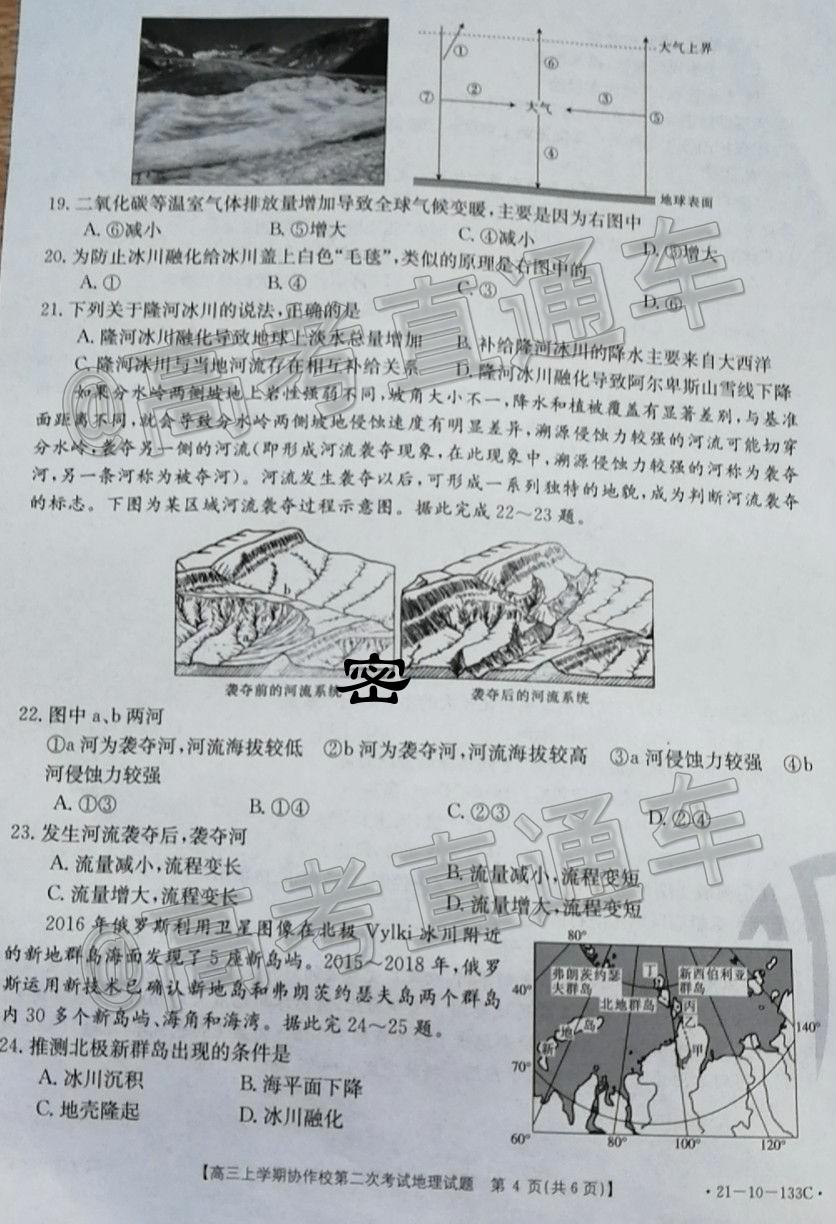 ① ② ③ ④ ⑤ ⑥ ⑦
大气上界
大气
地球表面
19. 二氧化碳等温室气体排放量增加导致全球气候变暖,主要是因为右图中
A. ⑥减小 B. ⑤增大 C. ④减小 D. ③增大
20. 为防止冰川融化给冰川盖上白色“毛毯”,类似的原理是右图中的
A. ① B. ④ C. ③ D. ⑥
21. 下列关于隆河冰川的说法,正确的是
A. 隆河冰川融化导致地球上淡水总量增加 B. 补给隆河冰川的降水主要来自大西洋
C. 隆河冰川与当地河流存在相互补给关系 D. 隆河冰川融化导致阿尔卑斯山雪线下降
如果分水岭两侧坡地上岩性强弱不同,坡角大小不一,降水和植被覆盖有显著差别,与基准
面距离不同,就会导致分水岭两侧坡地侵蚀速度有明显差异,溯源侵蚀力较强的河流可能切穿
分水岭,袭夺另一侧的河流(即形成河流袭夺现象,在此现象中,溯源侵蚀力较强的河称为袭夺
河,另一条河称为被夺河)。河流发生袭夺以后,可形成一系列独特的地貌,成为判断河流袭夺
的标志。下图为某区域河流袭夺过程示意图。据此完成22～23题。
b
袭夺前的河流系统 密 袭夺后的河流系统
22. 图中a、b两河
①a河为袭夺河,河流海拔较低 ②b河为袭夺河,河流海拔较高 ③a河侵蚀力较强 ④b
河侵蚀力较强
A. ①③ B. ①④ C. ②③ D. ②④
23. 发生河流袭夺后,袭夺河
A. 流量减小,流程变长 B. 流量减小,流程变短
C. 流量增大,流程变长 D. 流量增大,流程变短
2016年俄罗斯利用卫星图像在北极Vylki冰川附近
的新地群岛海面发现了5座新岛屿。2015～2018年,俄罗
斯运用新技术已确认新地岛和弗朗茨约瑟夫岛两个群岛
内30多个新岛屿、海角和海湾。据此完24～25题。
24. 推测北极新群岛出现的条件是
A. 冰川沉积 B. 海平面下降
C. 地壳隆起 D. 冰川融化
80°
弗朗茨约瑟
夫群岛
丁
新西伯利亚
群岛
北地群岛
40°
丙
乙
甲
新地岛
140°
70°
60°
80° 100° 120°
【高三上学期协作校第二次考试地理试题 第4页(共6页)】
·21-10-133C·
@高考直通车
@高考直通车